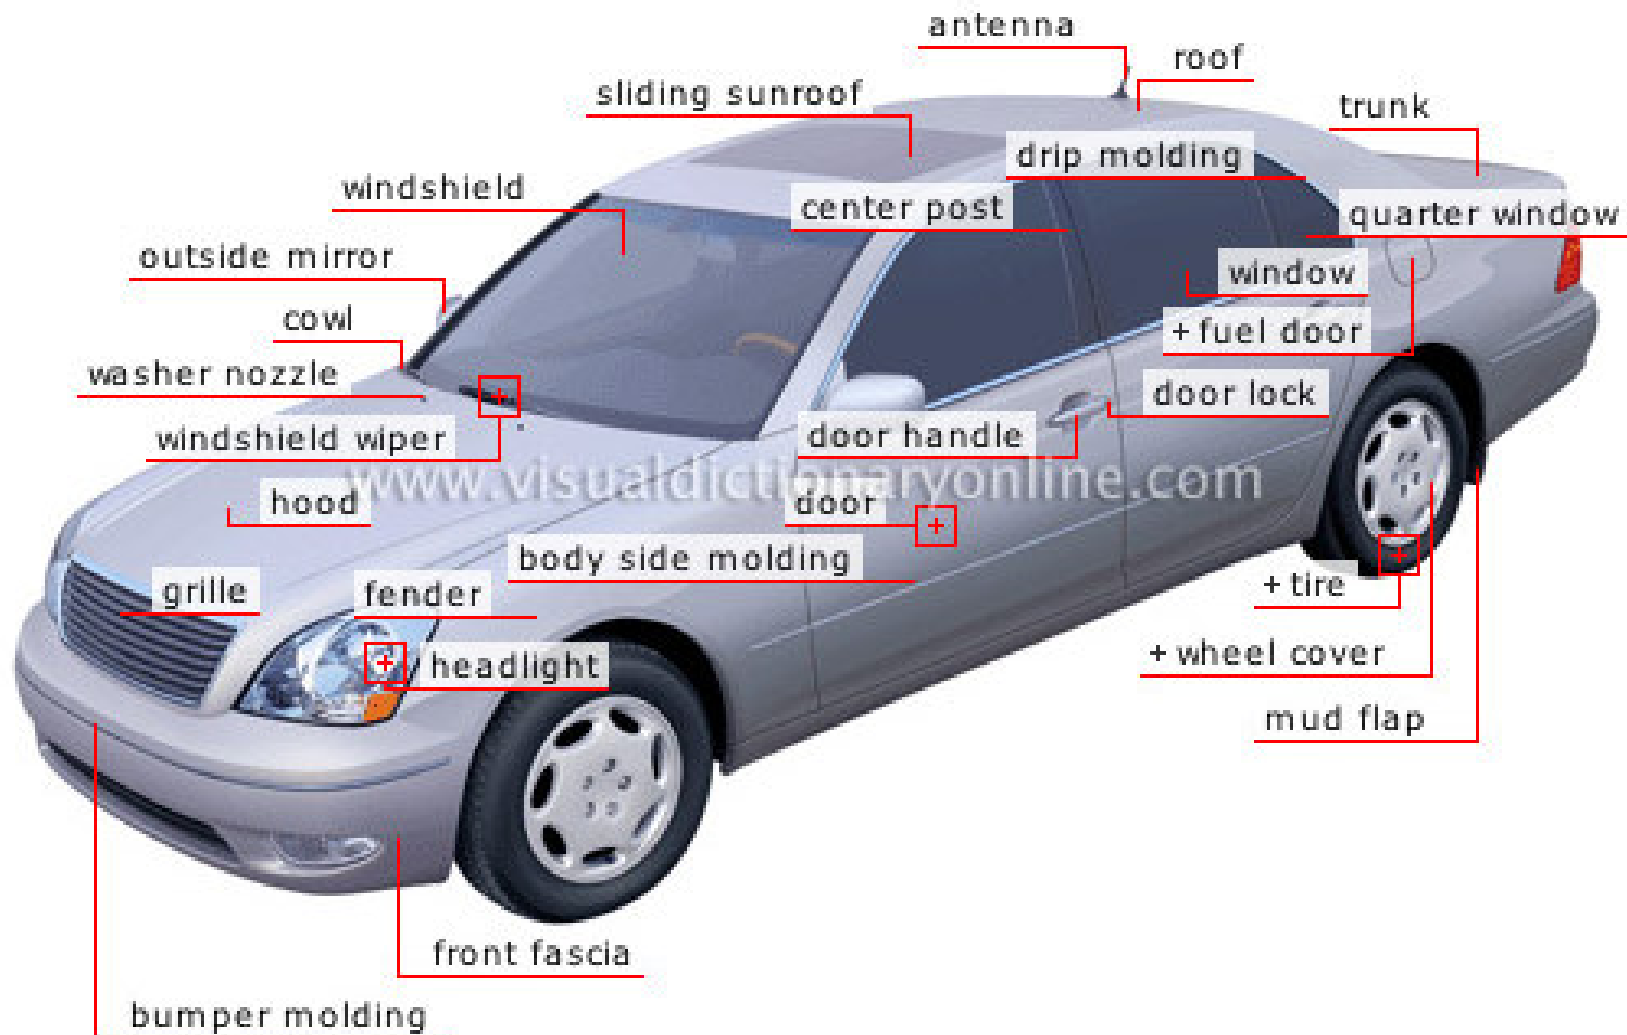 antenna
roof
sliding sunroof
trunk
drip molding
windshield
center post
quarter window
outside mirror
window
cowl
+ fuel door
washer nozzle
door lock
windshield wiper
door handle
www.visualdictionaryonline.com
hood
door
body side molding
grille
fender
+ tire
headlight
+ wheel cover
mud flap
front fascia
bumper molding